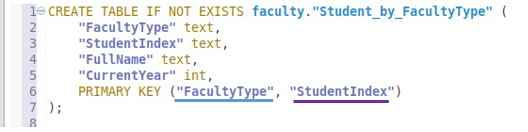 1 CREATE TABLE IF NOT EXISTS faculty."Student_by_FacultyType" (
2 "FacultyType" text,
3 "StudentIndex" text,
4 "FullName" text,
5 "CurrentYear" int,
6 PRIMARY KEY ("FacultyType", "StudentIndex")
7 );
8